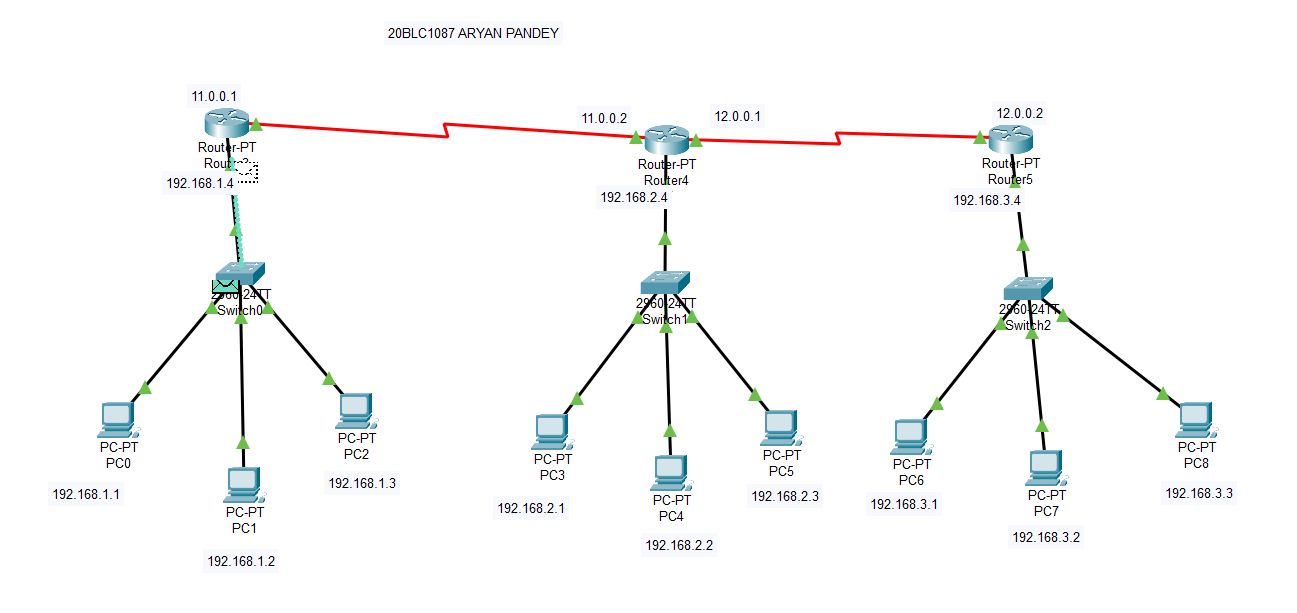 20BLC1087 ARYAN PANDEY
11.0.0.1
11.0.0.2
12.0.0.1
12.0.0.2
Router-PT
192.168.1.4
Router-PT
Router4
192.168.2.4
Router-PT
Router5
192.168.3.4
2960-24TT
Switch0
2960-24TT
Switch1
2960-24TT
Switch2
PC-PT
PC0
192.168.1.1
PC-PT
PC1
192.168.1.2
PC-PT
PC2
192.168.1.3
PC-PT
PC3
192.168.2.1
PC-PT
PC4
192.168.2.2
PC-PT
PC5
192.168.2.3
PC-PT
PC6
192.168.3.1
PC-PT
PC7
192.168.3.2
PC-PT
PC8
192.168.3.3